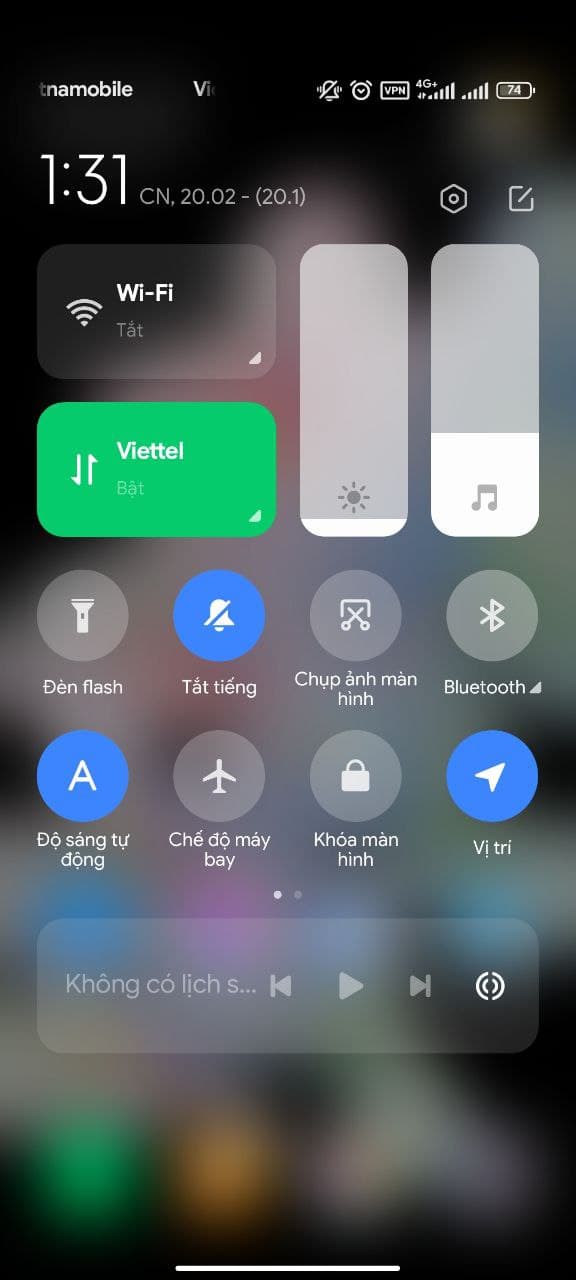 tnamobile Vi
4G+
VPN 74
1:31 CN, 20.02 - (20.1)
Wi-Fi
Tắt
Viettel
Bật
Đèn flash
Tắt tiếng
Chụp ảnh màn
hình
Bluetooth
A
Độ sáng tự
động
Chế độ máy
bay
Khóa màn
hình
Vị trí
Không có lịch s...